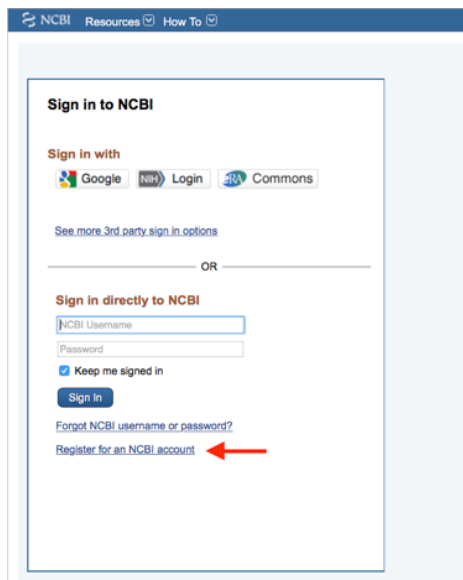 NCBI Resources How To
Sign in to NCBI
Sign in with
Google NIH Login eRA Commons
See more 3rd party sign in options
OR
Sign in directly to NCBI
NCBI Username
Password
Keep me signed in
Sign In
Forgot NCBI username or password?
Register for an NCBI account